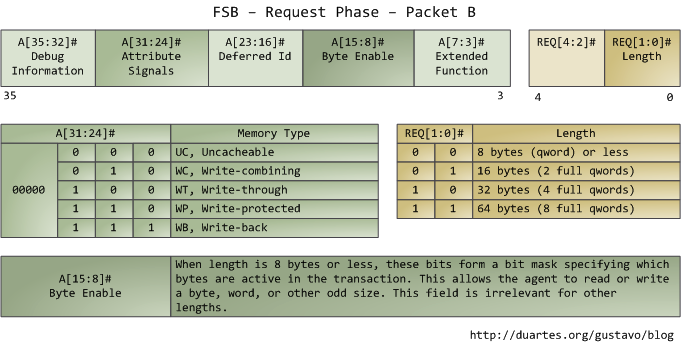 FSB – Request Phase – Packet B
A[35:32]# A[31:24]# A[23:16]# A[15:8]# A[7:3]# REQ[4:2]# REQ[1:0]#
Debug Attribute Deferred Id Byte Enable Extended Length
Information Signals Function
35 3 4 0
A[31:24]# Memory Type REQ[1:0]# Length
0 0 0 UC, Uncacheable 0 0 8 bytes (qword) or less
0 1 0 WC, Write-combining 0 1 16 bytes (2 full qwords)
00000 1 0 0 WT, Write-through 1 0 32 bytes (4 full qwords)
1 1 0 WP, Write-protected 1 1 64 bytes (8 full qwords)
1 1 1 WB, Write-back
When length is 8 bytes or less, these bits form a bit mask specifying which
A[15:8]# bytes are active in the transaction. This allows the agent to read or write
Byte Enable a byte, word, or other odd size. This field is irrelevant for other
lengths.
http://duartes.org/gustavo/blog